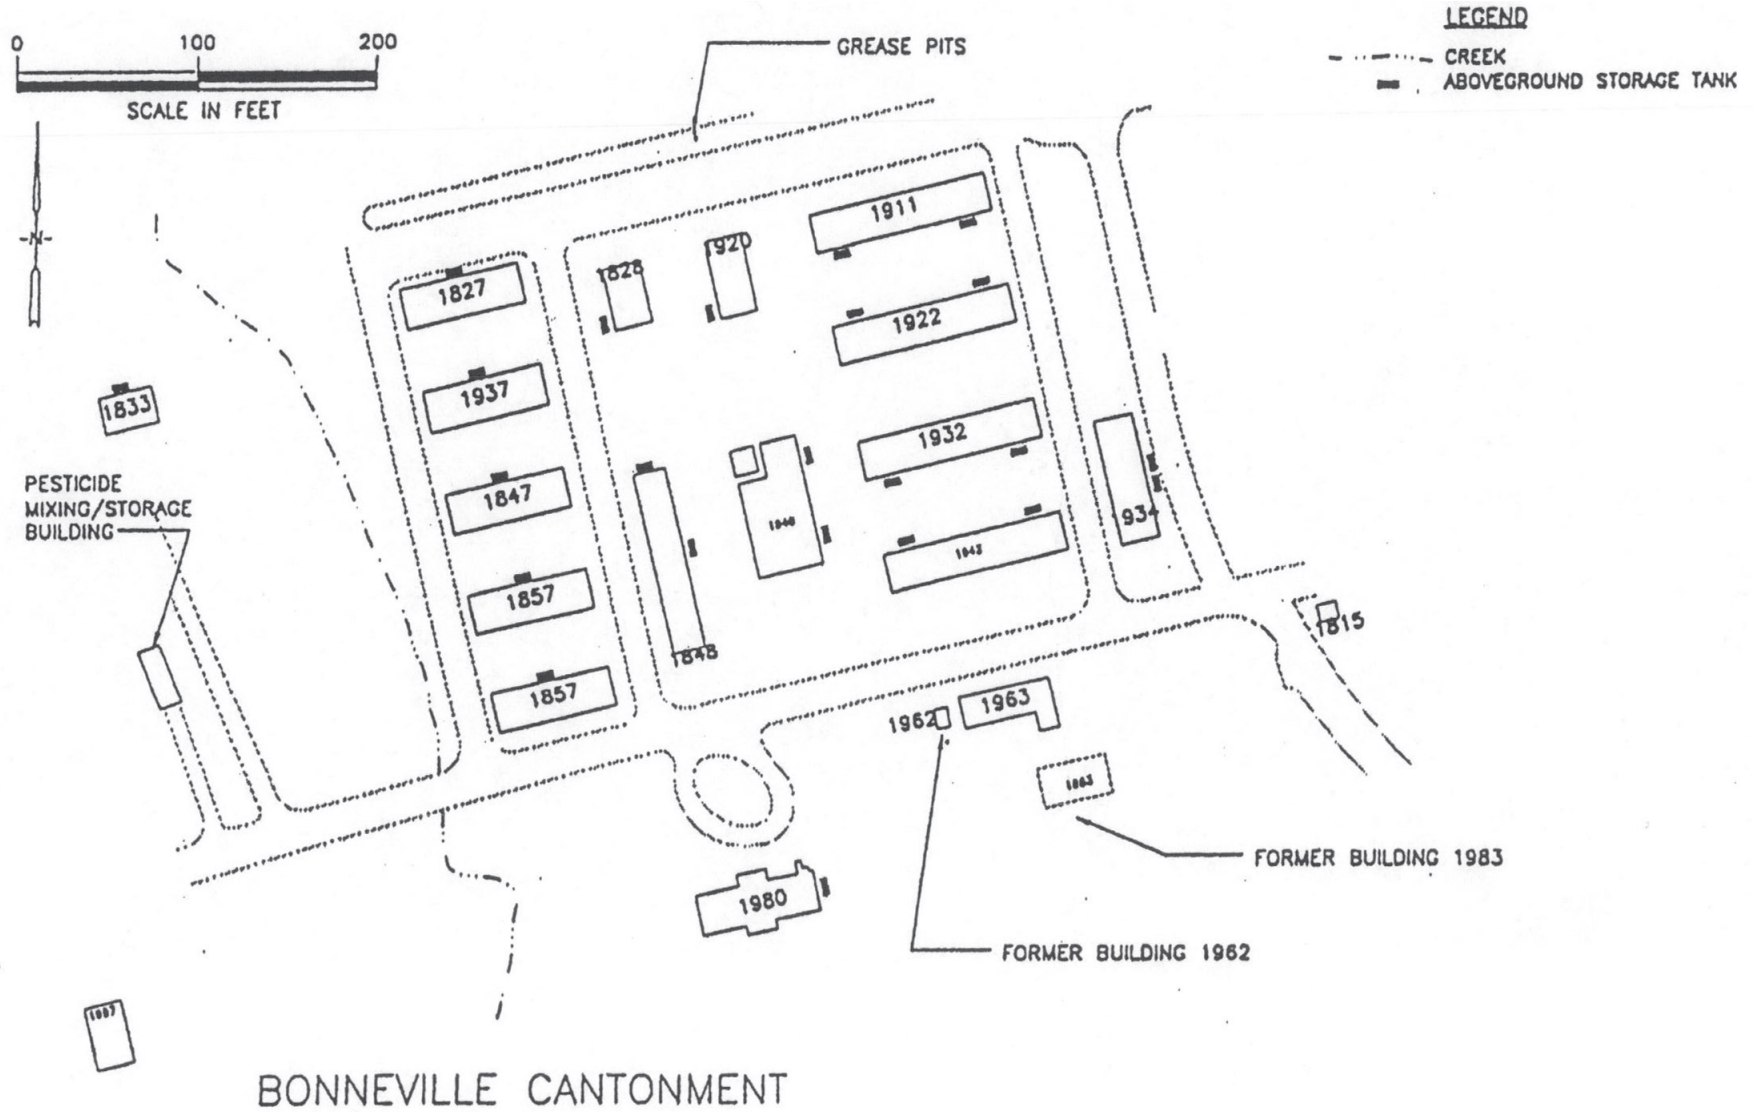 0 100 200
SCALE IN FEET
GREASE PITS
LEGEND
CREEK
ABOVEGROUND STORAGE TANK
-N-
1911
1920
1828
1827
1922
1937
1833
1932
PESTICIDE
MIXING/STORAGE
BUILDING
1847
934
1857
1815
1848
1857
1963
1962
FORMER BUILDING 1983
1980
FORMER BUILDING 1962
BONNEVILLE CANTONMENT